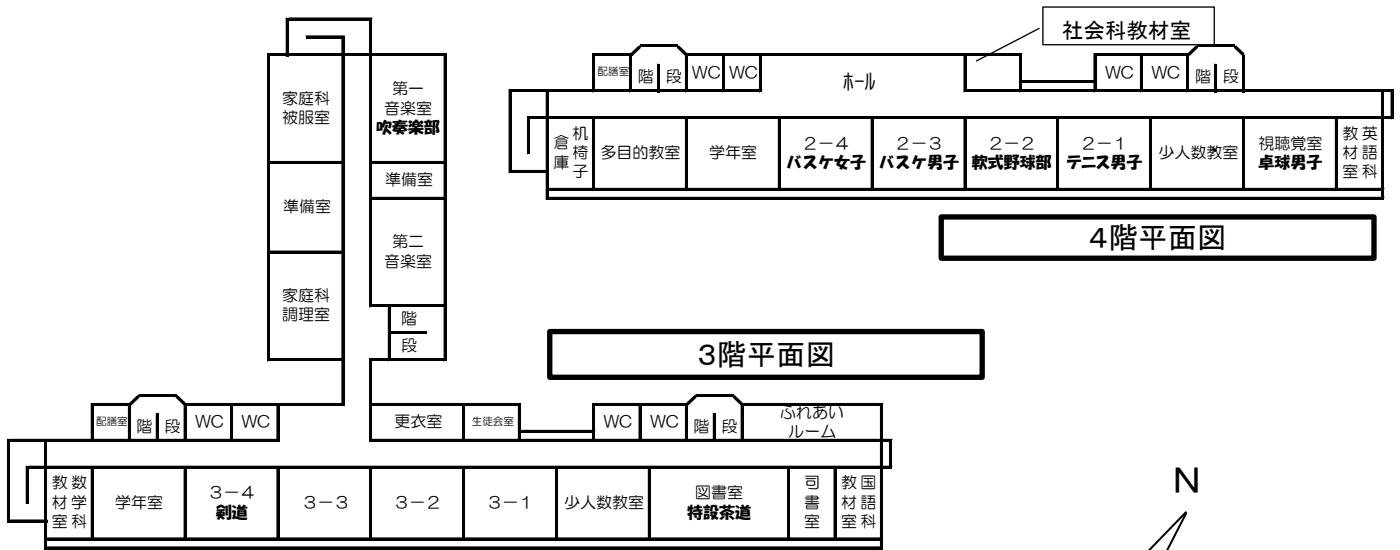 社会科教材室
配膳室
階段
WC
WC
ホール
WC
WC
階段
机椅子
倉庫
多目的教室
学年室
2－4
バスケ女子
2－3
バスケ男子
2－2
軟式野球部
2－1
テニス男子
少人数教室
視聴覚室
卓球男子
英語科
教材室
4階平面図
家庭科
被服室
準備室
家庭科
調理室
第一
音楽室
吹奏楽部
準備室
第二
音楽室
階
段
3階平面図
配膳室
階段
WC
WC
更衣室
生徒会室
WC
WC
階段
ふれあい
ルーム
数学科
教材室
学年室
3－4
剣道
3－3
3－2
3－1
少人数教室
図書室
特設茶道
司書室
国語科
教材室
N